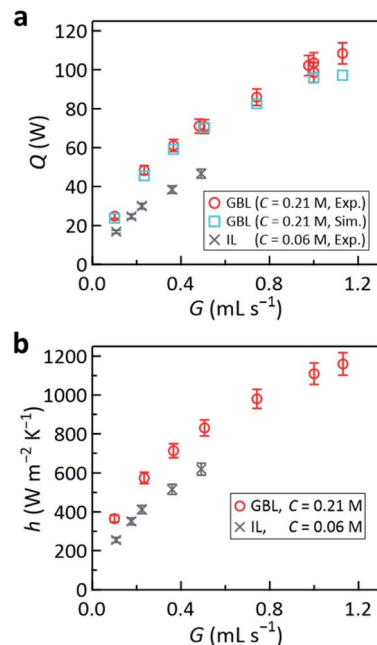 a
120
100
80
60
40
20
0
Q (W)
GBL (C = 0.21 M, Exp.)
GBL (C = 0.21 M, Sim.)
IL (C = 0.06 M, Exp.)
0.0 0.4 0.8 1.2
G (mL s⁻¹)
b
1200
1000
800
600
400
200
0
h (W m⁻² K⁻¹)
GBL, C = 0.21 M
IL, C = 0.06 M
0.0 0.4 0.8 1.2
G (mL s⁻¹)